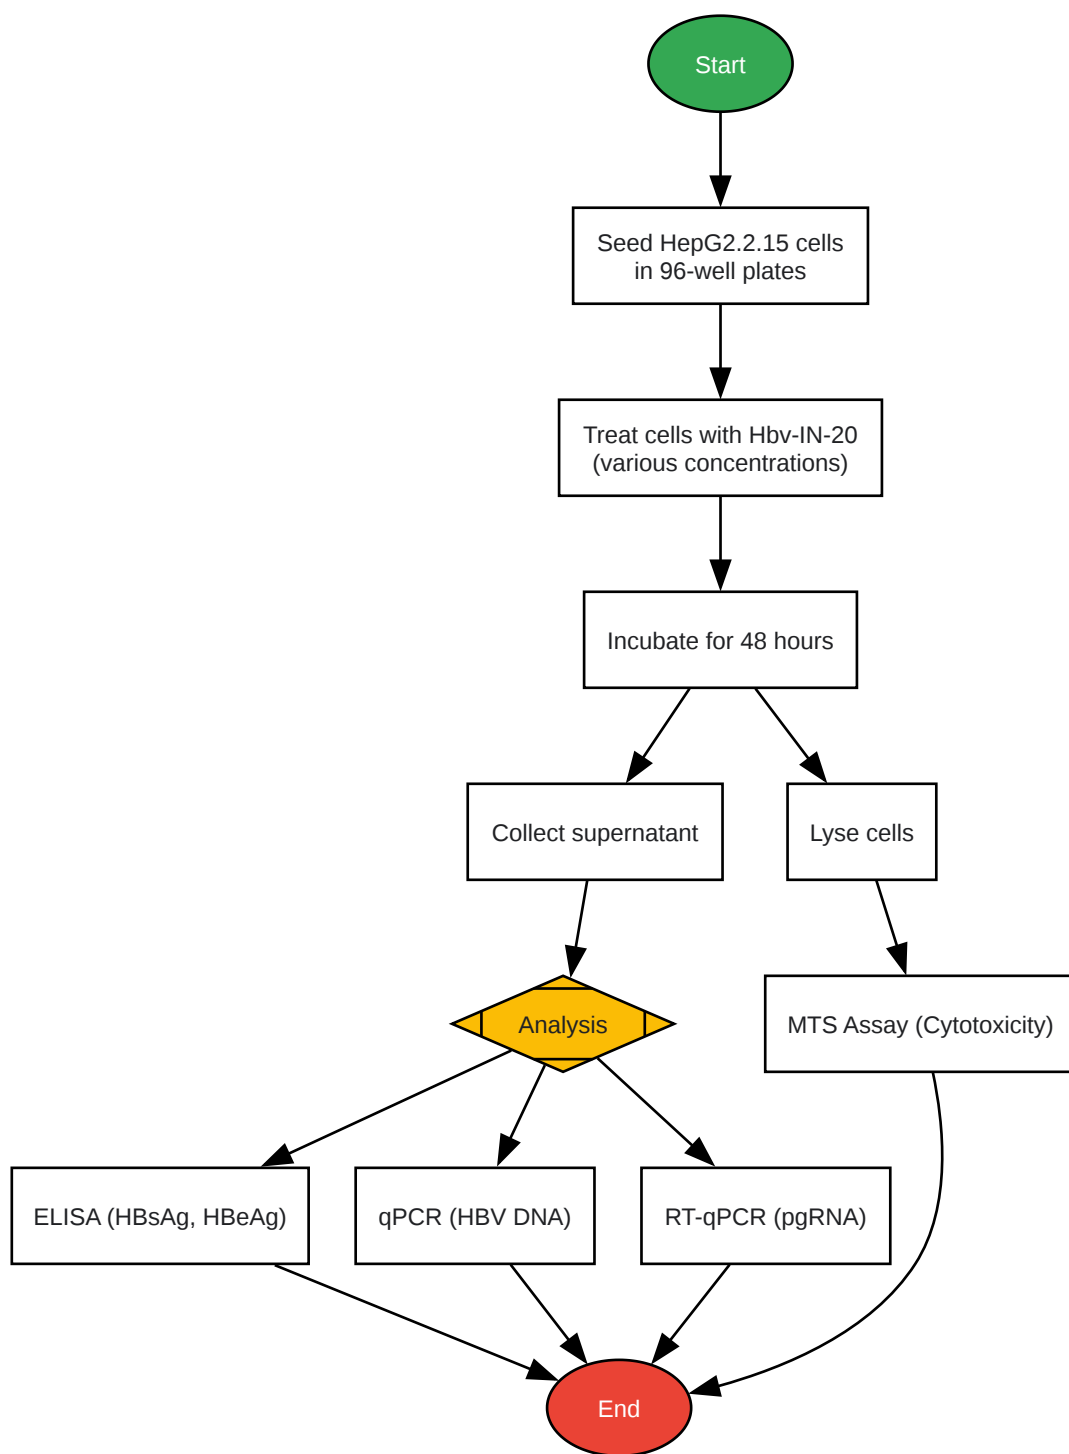 Start
Seed HepG2.2.15 cells
in 96-well plates
Treat cells with Hbv-IN-20
(various concentrations)
Incubate for 48 hours
Collect supernatant
Lyse cells
Analysis
MTS Assay (Cytotoxicity)
ELISA (HBsAg, HBeAg)
qPCR (HBV DNA)
RT-qPCR (pgRNA)
End